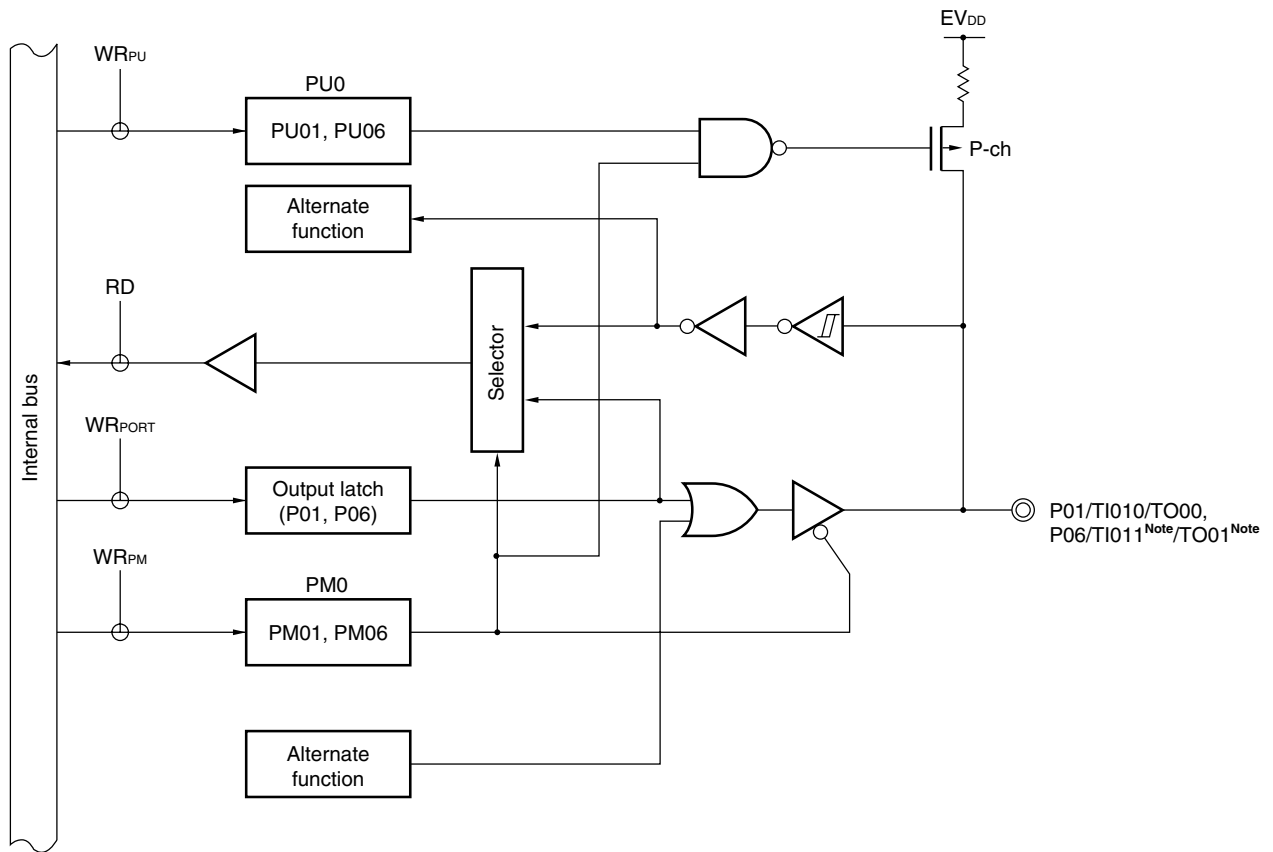 EVDD
WRPU
PU0
PU01, PU06
P-ch
Alternate
function
RD
Selector
Internal bus
WRPORT
Output latch
(P01, P06)
P01/TI010/TO00,
P06/TI011Note/TO01Note
WRPM
PM0
PM01, PM06
Alternate
function